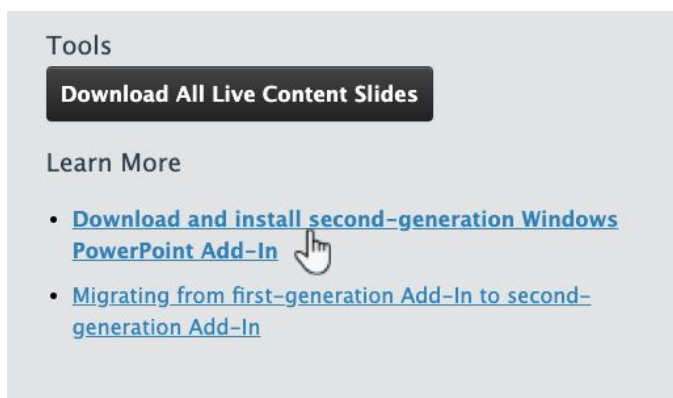 Tools
Download All Live Content Slides
Learn More
• Download and install second-generation Windows
PowerPoint Add-In
• Migrating from first-generation Add-In to second-
generation Add-In